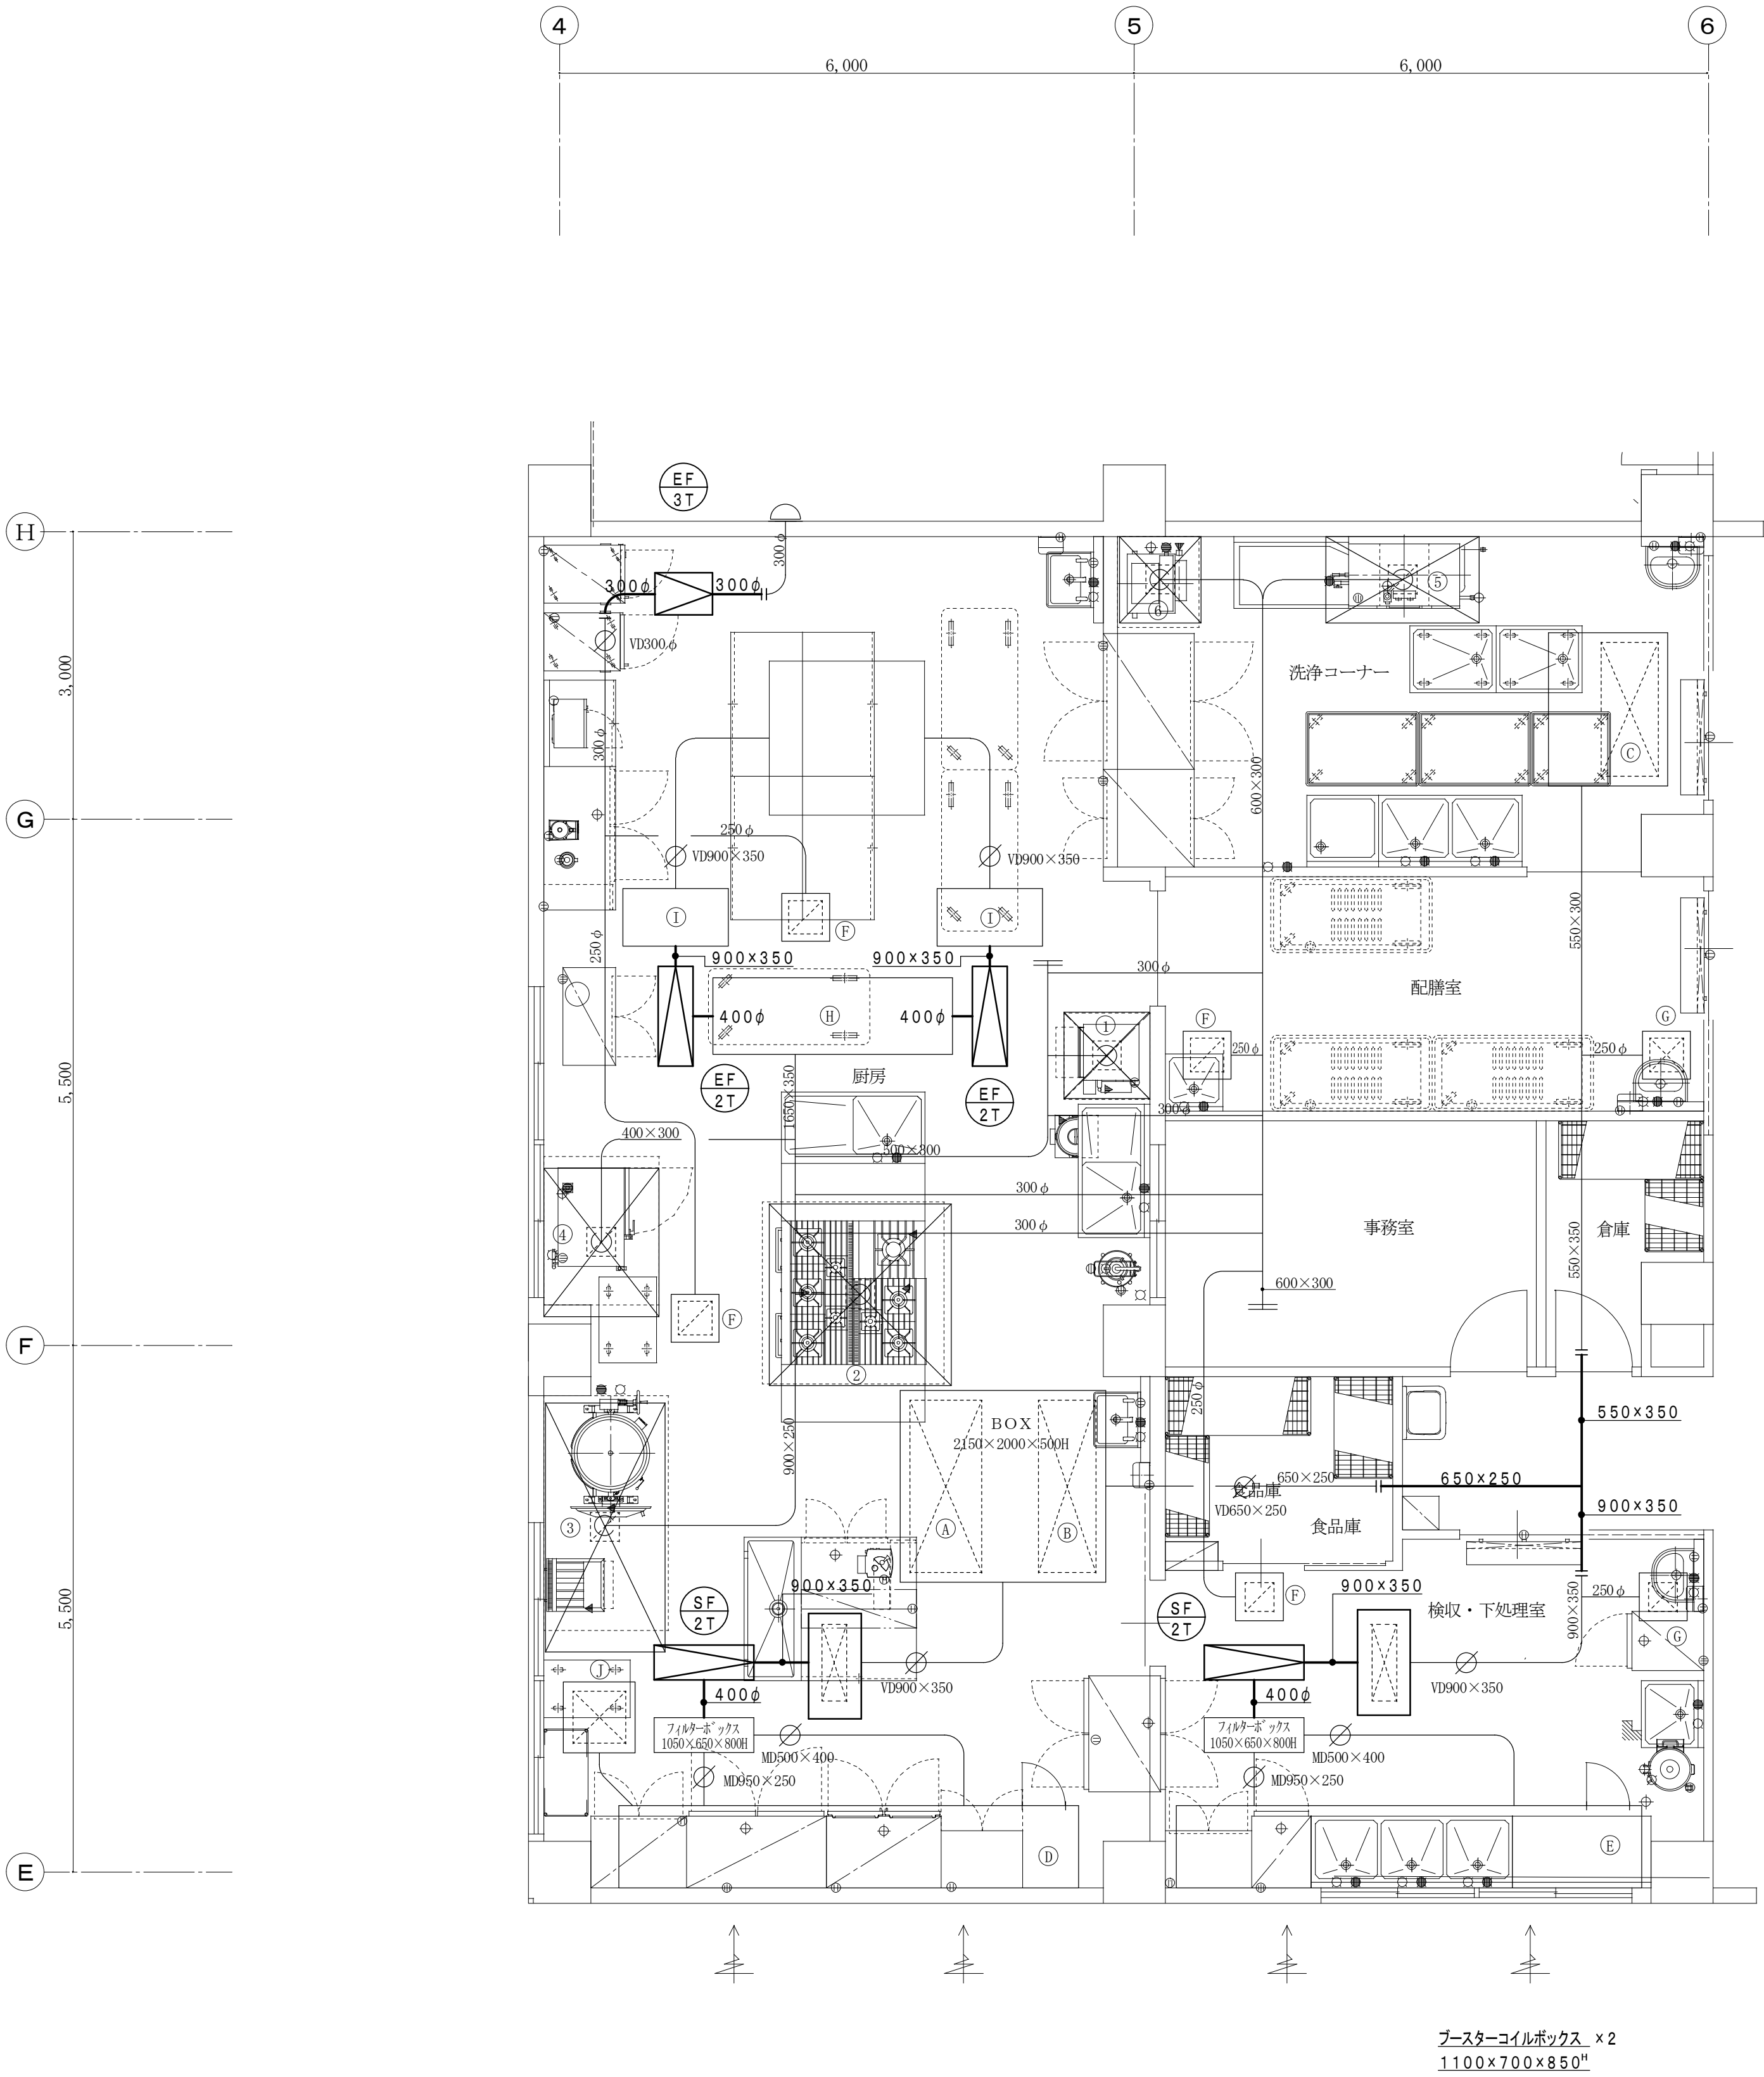 4
5
6
6,000
6,000
H
G
F
E
3,000
5,500
5,500
EF
3T
300φ
300φ
300φ
VD300φ
300φ
6
5
洗浄コーナー
C
600×300
250φ
VD900×350
VD900×350
I
F
I
250φ
900×350
900×350
550×300
300φ
配膳室
400φ
H
400φ
1
F
G
250φ
250φ
EF
2T
厨房
EF
2T
1650×350
300φ
400×300
500×300
300φ
300φ
事務室
倉庫
550×350
4
F
2
600×300
250φ
BOX
2150×2000×500H
900×250
550×350
650×250
650×250
食品庫
VD650×250
食品庫
900×350
3
A
B
SF
2T
900×350
SF
2T
F
900×350
検収・下処理室
900×350
250φ
G
J
VD900×350
VD900×350
400φ
400φ
フィルターボックス
1050×650×800H
MD500×400
MD950×250
フィルターボックス
1050×650×800H
MD500×400
MD950×250
D
E
ブースターコイルボックス ×2
1100×700×850H